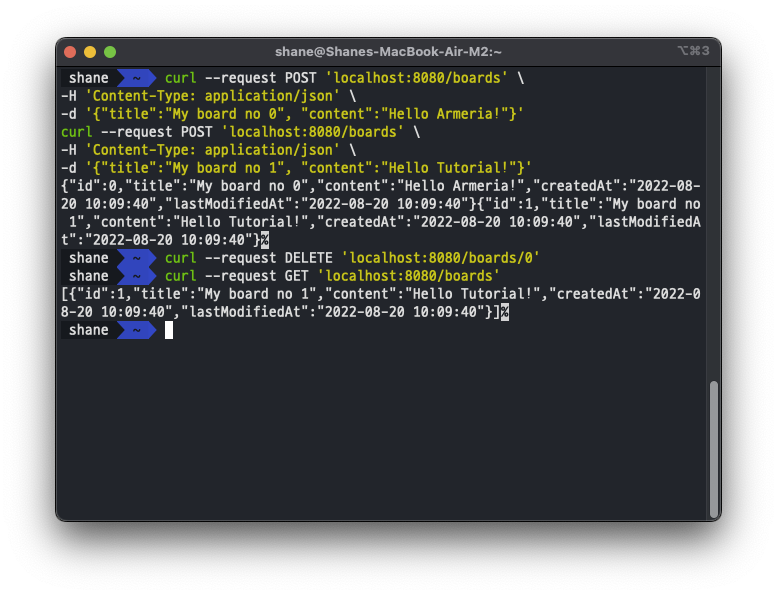 shane@Shanes-MacBook-Air-M2:~
⌥⌘3
shane ~ curl --request POST 'localhost:8080/boards' \
-H 'Content-Type: application/json' \
-d '{"title":"My board no 0", "content":"Hello Armeria!"}'
curl --request POST 'localhost:8080/boards' \
-H 'Content-Type: application/json' \
-d '{"title":"My board no 1", "content":"Hello Tutorial!"}'
{"id":0,"title":"My board no 0","content":"Hello Armeria!","createdAt":"2022-08-
20 10:09:40","lastModifiedAt":"2022-08-20 10:09:40"}{"id":1,"title":"My board no
 1","content":"Hello Tutorial!","createdAt":"2022-08-20 10:09:40","lastModifiedA
t":"2022-08-20 10:09:40"}%
shane ~ curl --request DELETE 'localhost:8080/boards/0'
shane ~ curl --request GET 'localhost:8080/boards'
[{"id":1,"title":"My board no 1","content":"Hello Tutorial!","createdAt":"2022-0
8-20 10:09:40","lastModifiedAt":"2022-08-20 10:09:40"}]%
shane ~